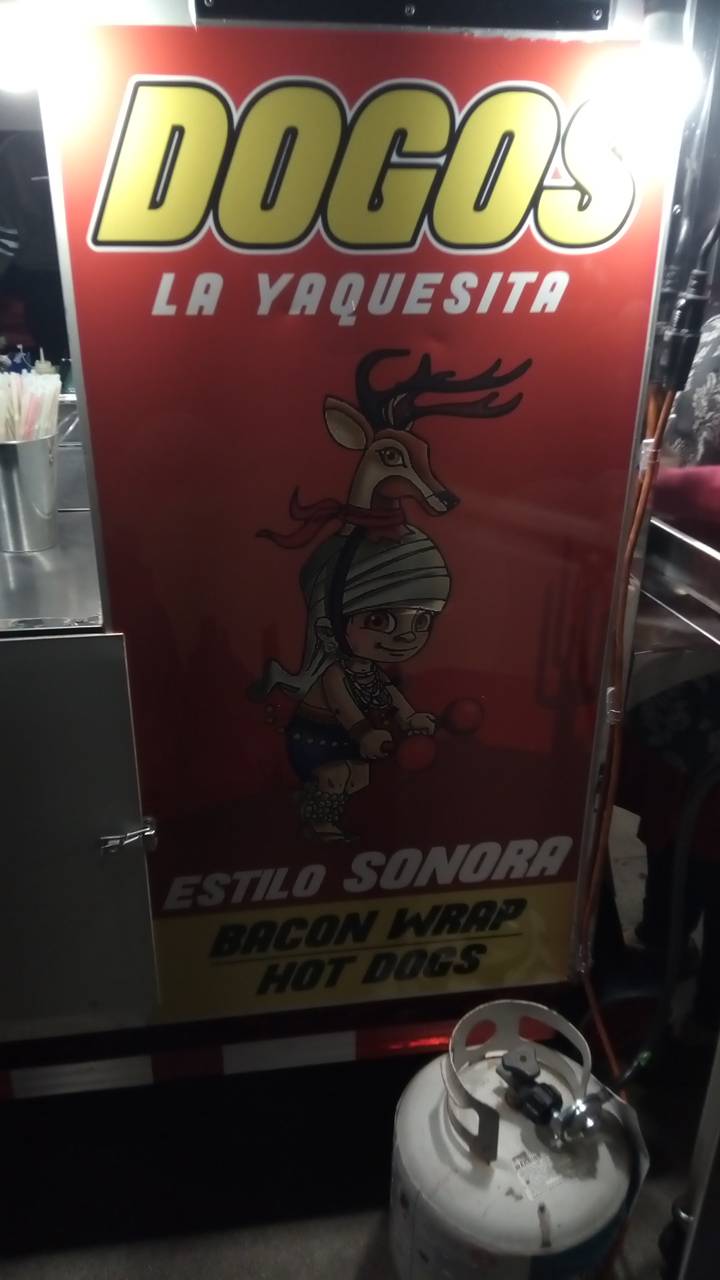 DOGOS
LA YAQUESITA
ESTILO SONORA
BACON WRAP
HOT DOGS